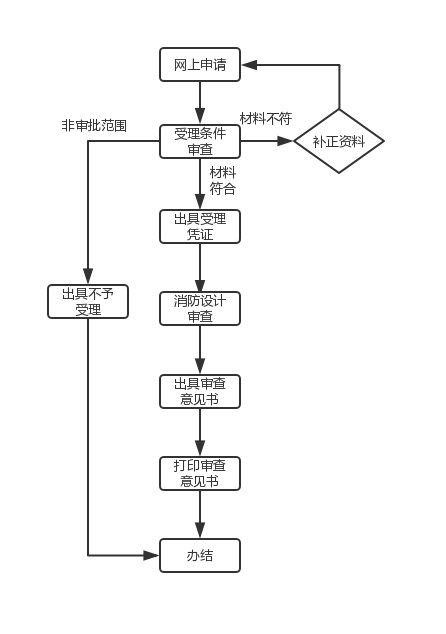 网上申请
非审批范围
材料不符
受理条件
审查
补正资料
材料
符合
出具受理
凭证
出具不予
受理
消防设计
审查
出具审查
意见书
打印审查
意见书
办结